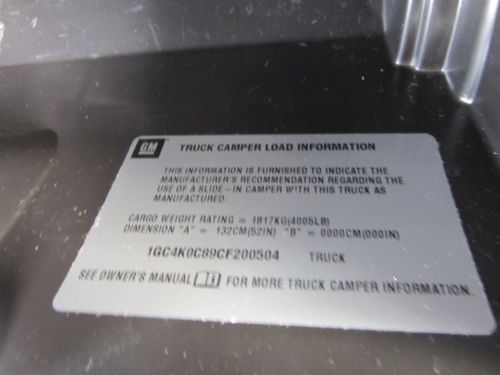 GM TRUCK CAMPER LOAD INFORMATION
THIS INFORMATION IS FURNISHED TO INDICATE THE
MANUFACTURER'S RECOMMENDATION REGARDING THE
USE OF A SLIDE-IN CAMPER WITH THIS TRUCK AS
MANUFACTURED.
CARGO WEIGHT RATING = 1817KG(4005LB)
DIMENSION "A" = 132CM(52IN) "B" = 0000CM(000IN)
1GC4K0C89CF200504 TRUCK
SEE OWNER'S MANUAL FOR MORE TRUCK CAMPER INFORMATION.